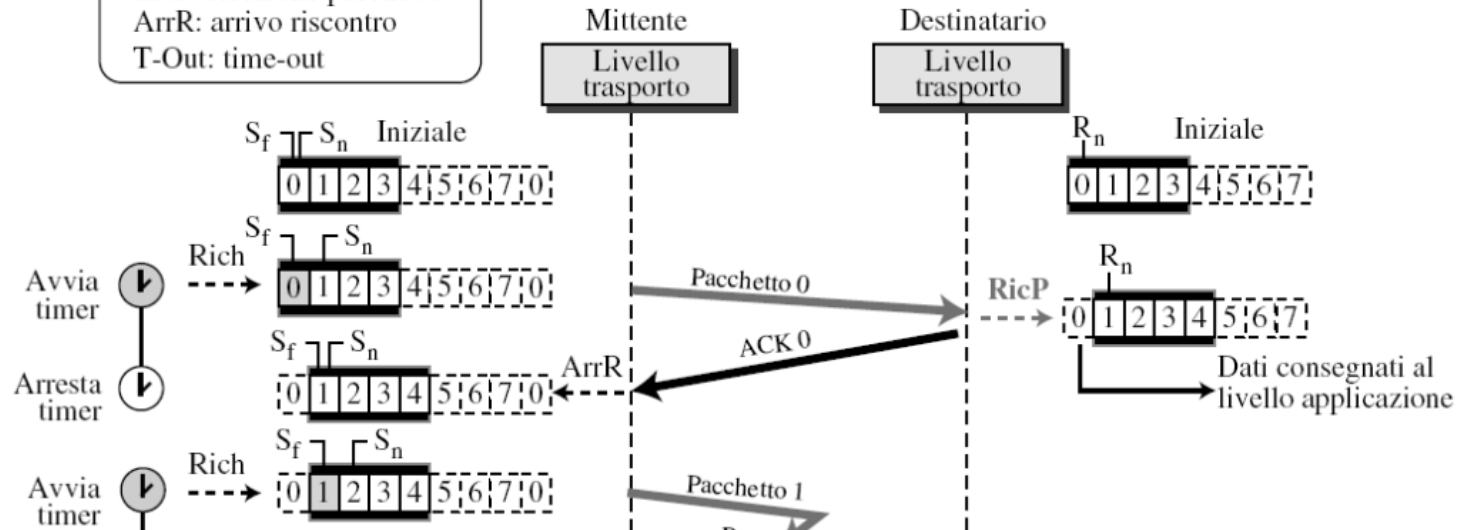 ArrR: arrivo riscontro
T-Out: time-out
Mittente
Destinatario
Livello
trasporto
Livello
trasporto
Sf Sn Iniziale
0 1 2 3 4 5 6 7 0
Rn Iniziale
0 1 2 3 4 5 6 7
Avvia
timer
Rich
Sf Sn
0 1 2 3 4 5 6 7 0
Pacchetto 0
RicP
Rn
0 1 2 3 4 5 6 7
ACK 0
Dati consegnati al
livello applicazione
Arresta
timer
Sf Sn
0 1 2 3 4 5 6 7 0
ArrR
Avvia
timer
Rich
Sf Sn
0 1 2 3 4 5 6 7 0
Pacchetto 1